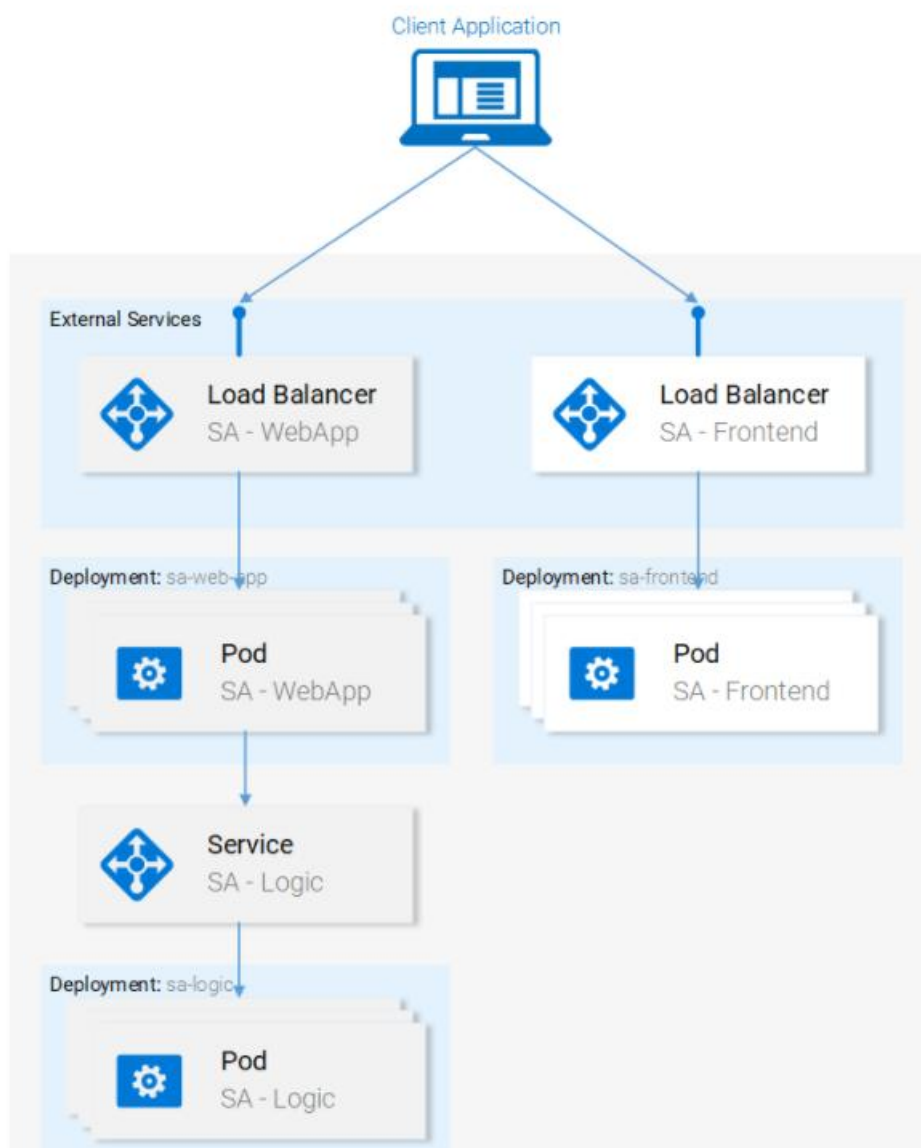 Client Application
External Services
Load Balancer
SA - WebApp
Load Balancer
SA - Frontend
Deployment: sa-web-app
Pod
SA - WebApp
Deployment: sa-frontend
Pod
SA - Frontend
Service
SA - Logic
Deployment: sa-logic
Pod
SA - Logic